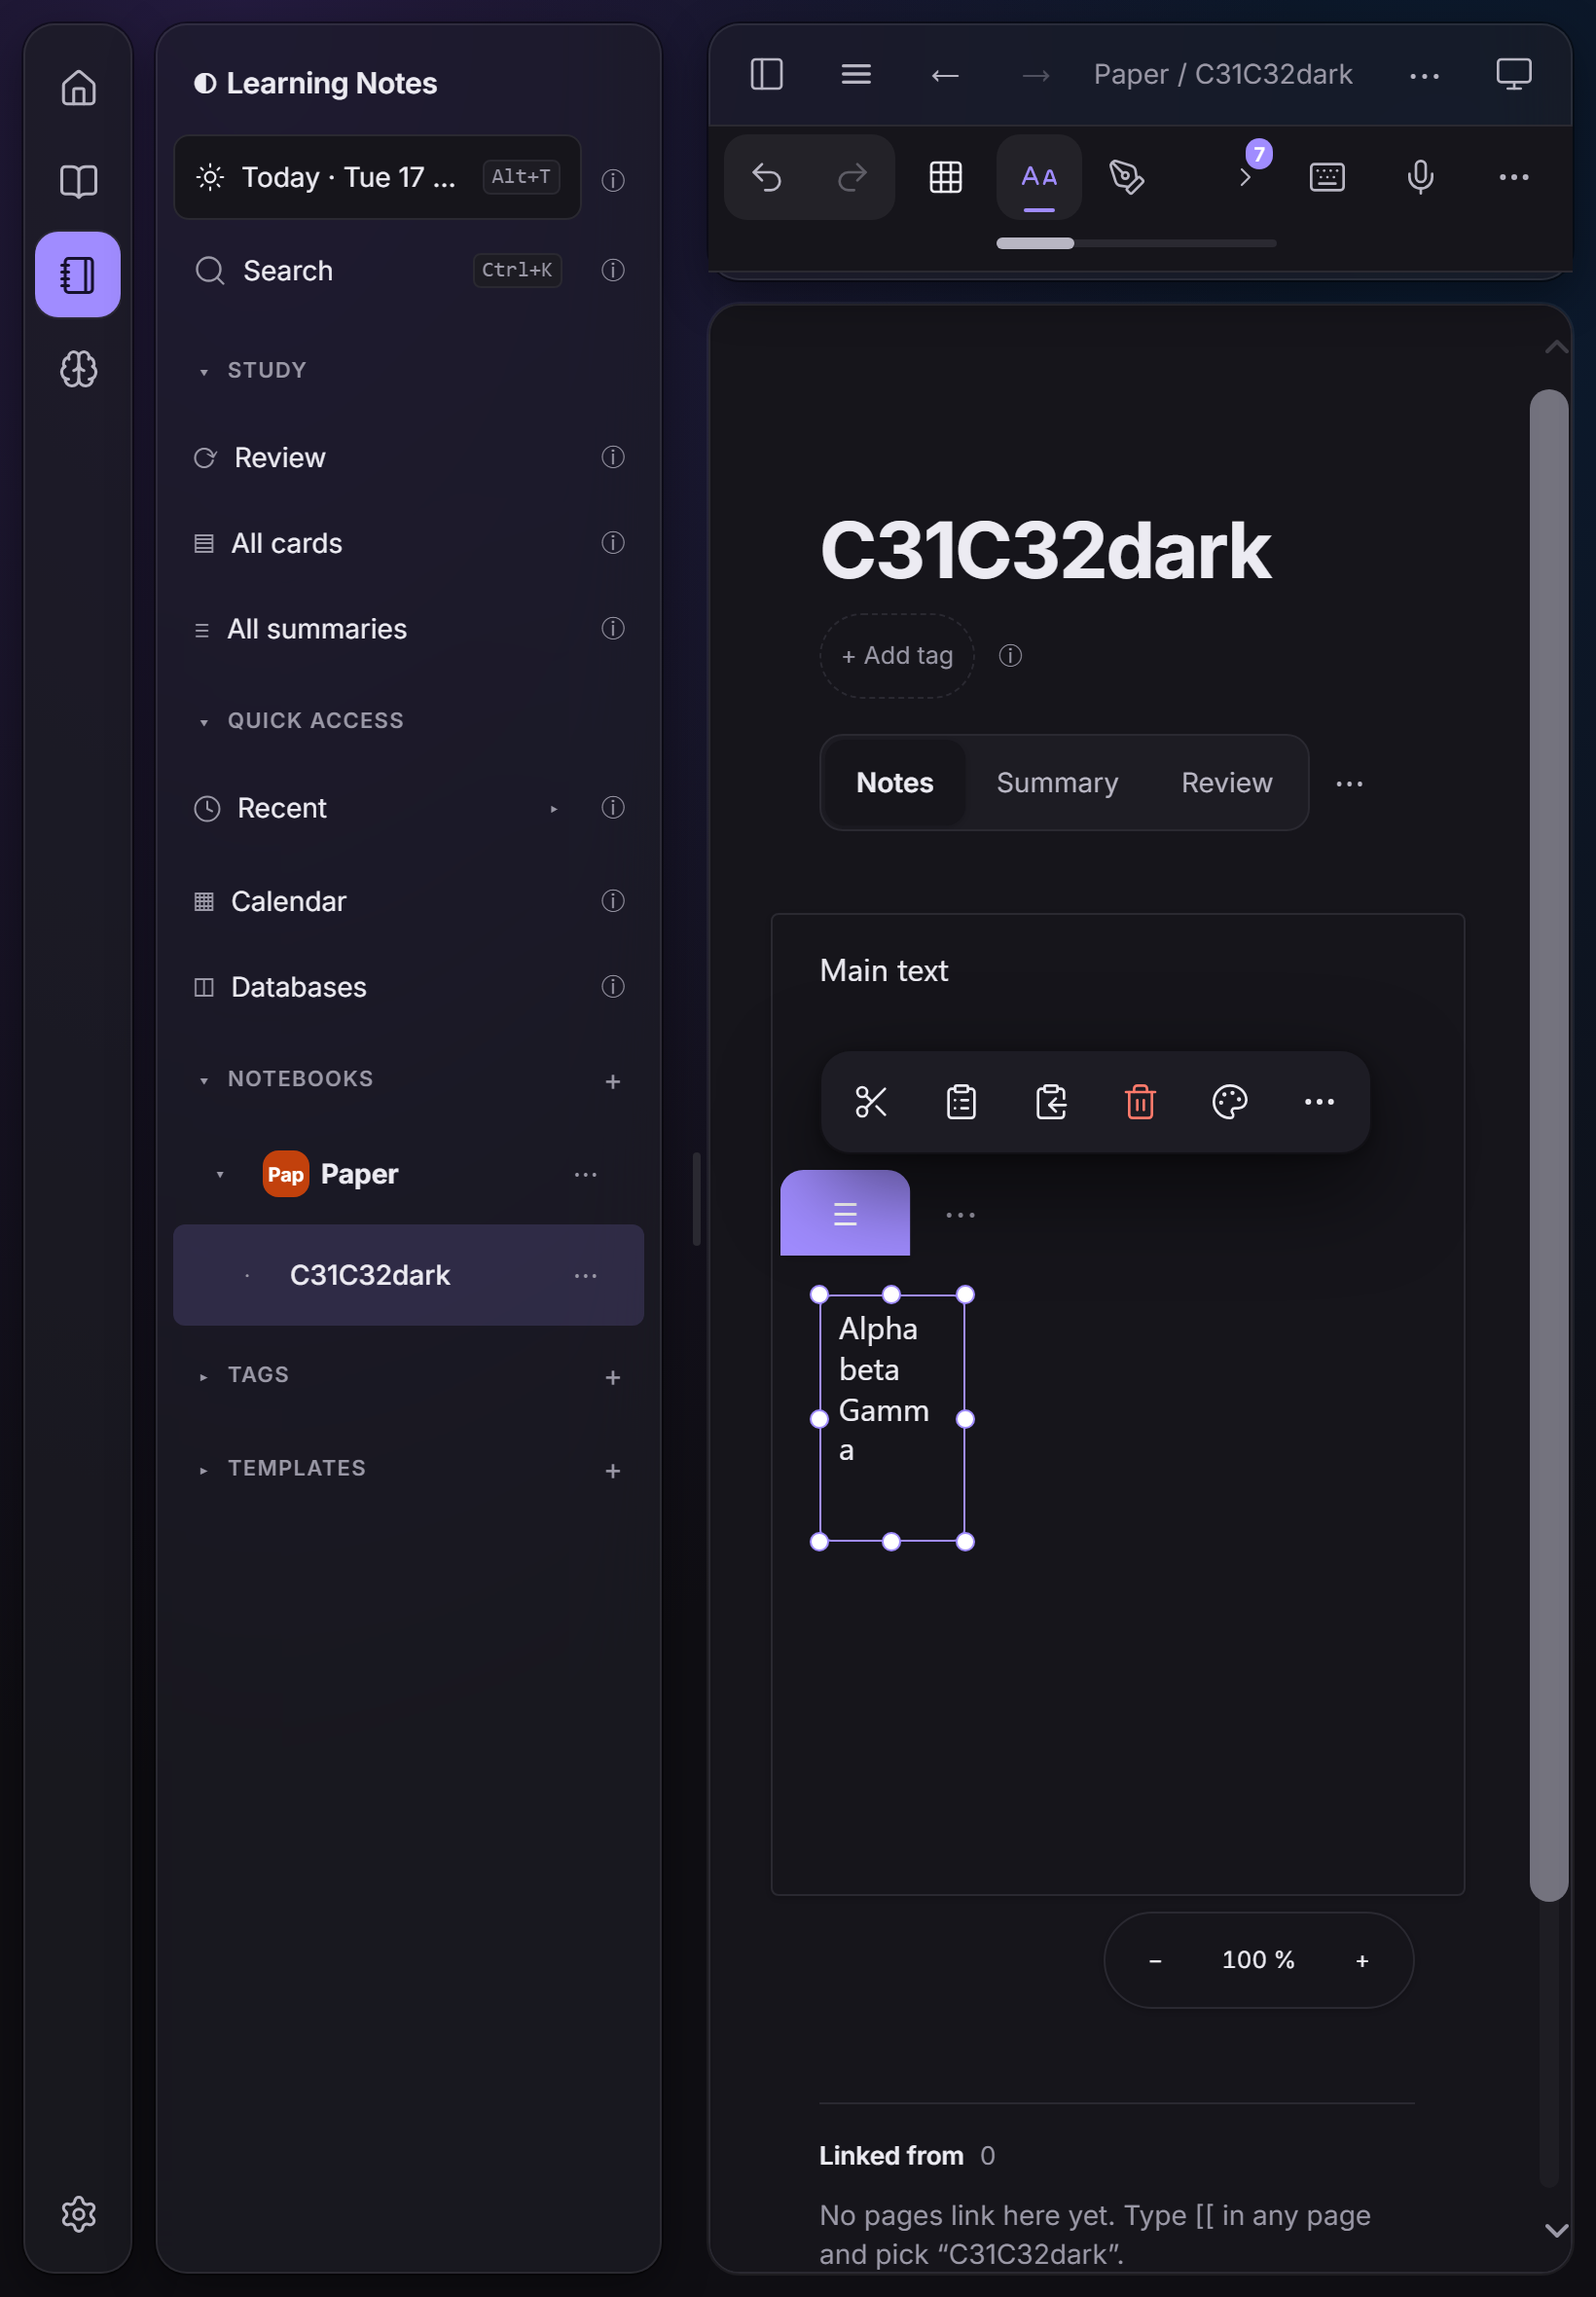 Learning Notes
Today · Tue 17 ... Alt+T
Search Ctrl+K
STUDY
Review
All cards
All summaries
QUICK ACCESS
Recent
Calendar
Databases
NOTEBOOKS
Pap Paper
C31C32dark
TAGS
TEMPLATES
Paper / C31C32dark
AA
7
C31C32dark
+ Add tag
Notes Summary Review
Main text
Alpha
beta
Gamm
a
− 100 % +
Linked from 0
No pages link here yet. Type [[ in any page
and pick “C31C32dark”.